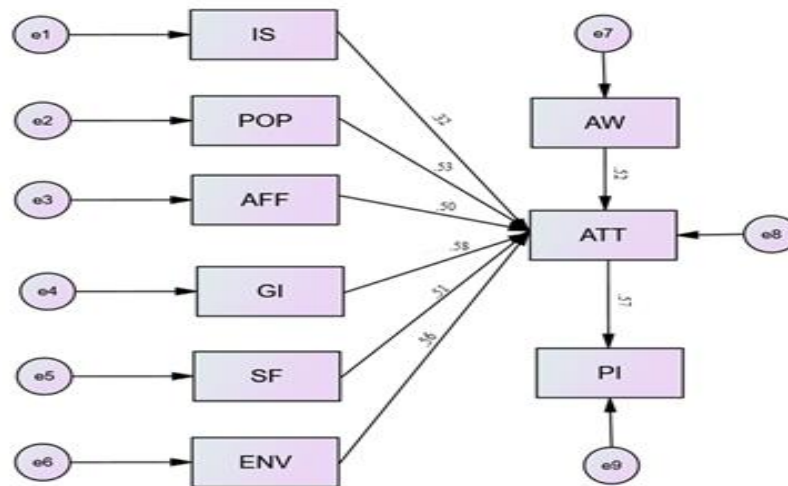 e1
IS
e7
.32
e2
POP
AW
.53
.52
e3
AFF
.50
ATT
e8
.58
e4
GI
.51
.57
.56
e5
SF
PI
e6
ENV
e9